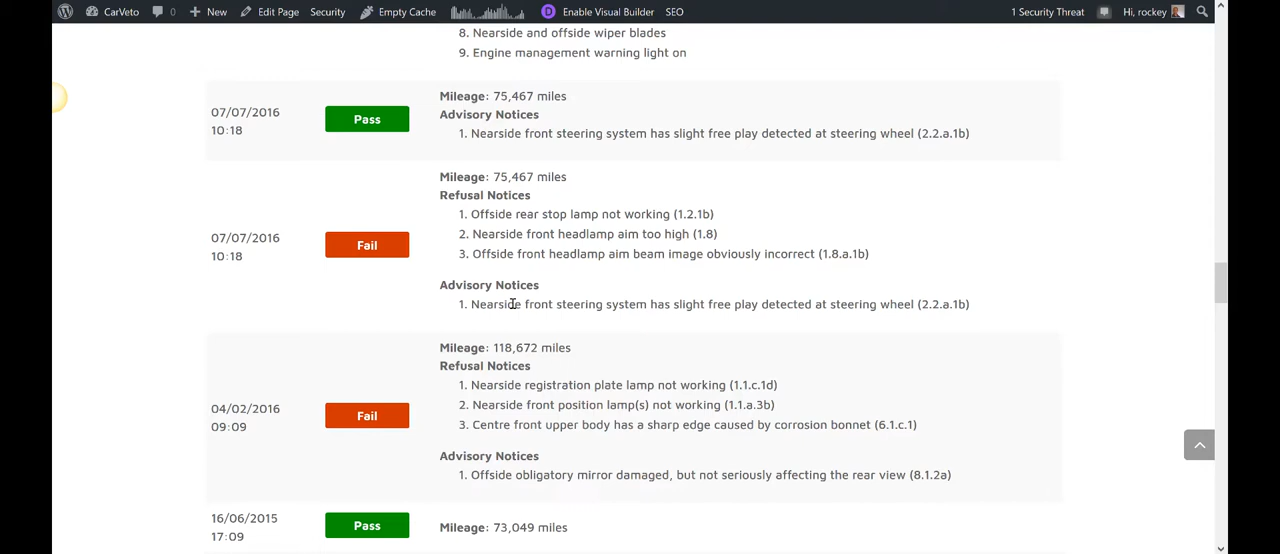 CarVeto 0 New Edit Page Security Empty Cache D Enable Visual Builder SEO 1 Security Threat Hi, rockey
8. Nearside and offside wiper blades
9. Engine management warning light on
07/07/2016
10:18
Pass
Mileage: 75,467 miles
Advisory Notices
1. Nearside front steering system has slight free play detected at steering wheel (2.2.a.1b)
07/07/2016
10:18
Fail
Mileage: 75,467 miles
Refusal Notices
1. Offside rear stop lamp not working (1.2.1b)
2. Nearside front headlamp aim too high (1.8)
3. Offside front headlamp aim beam image obviously incorrect (1.8.a.1b)
Advisory Notices
1. Nearside front steering system has slight free play detected at steering wheel (2.2.a.1b)
04/02/2016
09:09
Fail
Mileage: 118,672 miles
Refusal Notices
1. Nearside registration plate lamp not working (1.1.c.1d)
2. Nearside front position lamp(s) not working (1.1.a.3b)
3. Centre front upper body has a sharp edge caused by corrosion bonnet (6.1.c.1)
Advisory Notices
1. Offside obligatory mirror damaged, but not seriously affecting the rear view (8.1.2a)
16/06/2015
17:09
Pass
Mileage: 73,049 miles